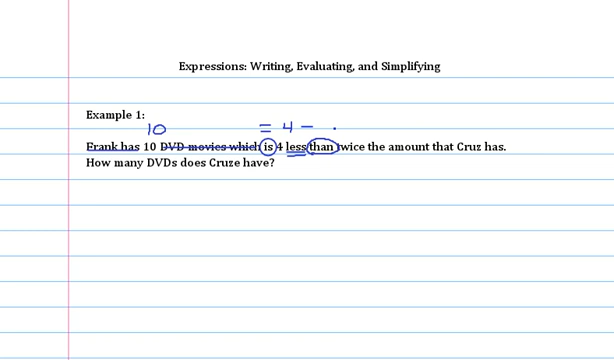 Expressions: Writing, Evaluating, and Simplifying
Example 1:
10 = 4 -
Frank has 10 DVD movies which is 4 less than twice the amount that Cruz has.
How many DVDs does Cruze have?